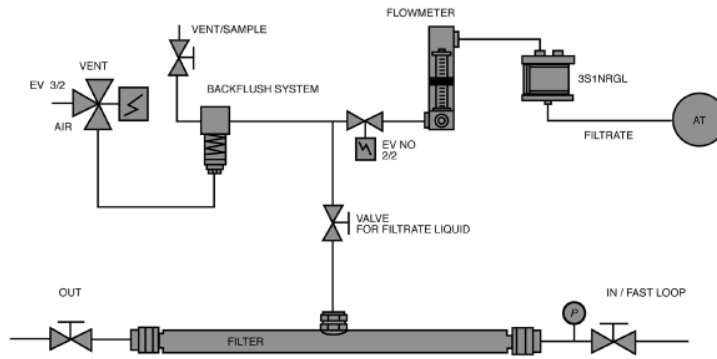 VENT/SAMPLE
FLOWMETER
VENT
EV 3/2
BACKFLUSH SYSTEM
3S1NRGL
AIR
AT
EV NO
2/2
FILTRATE
VALVE
FOR FILTRATE LIQUID
OUT
IN / FAST LOOP
P
FILTER